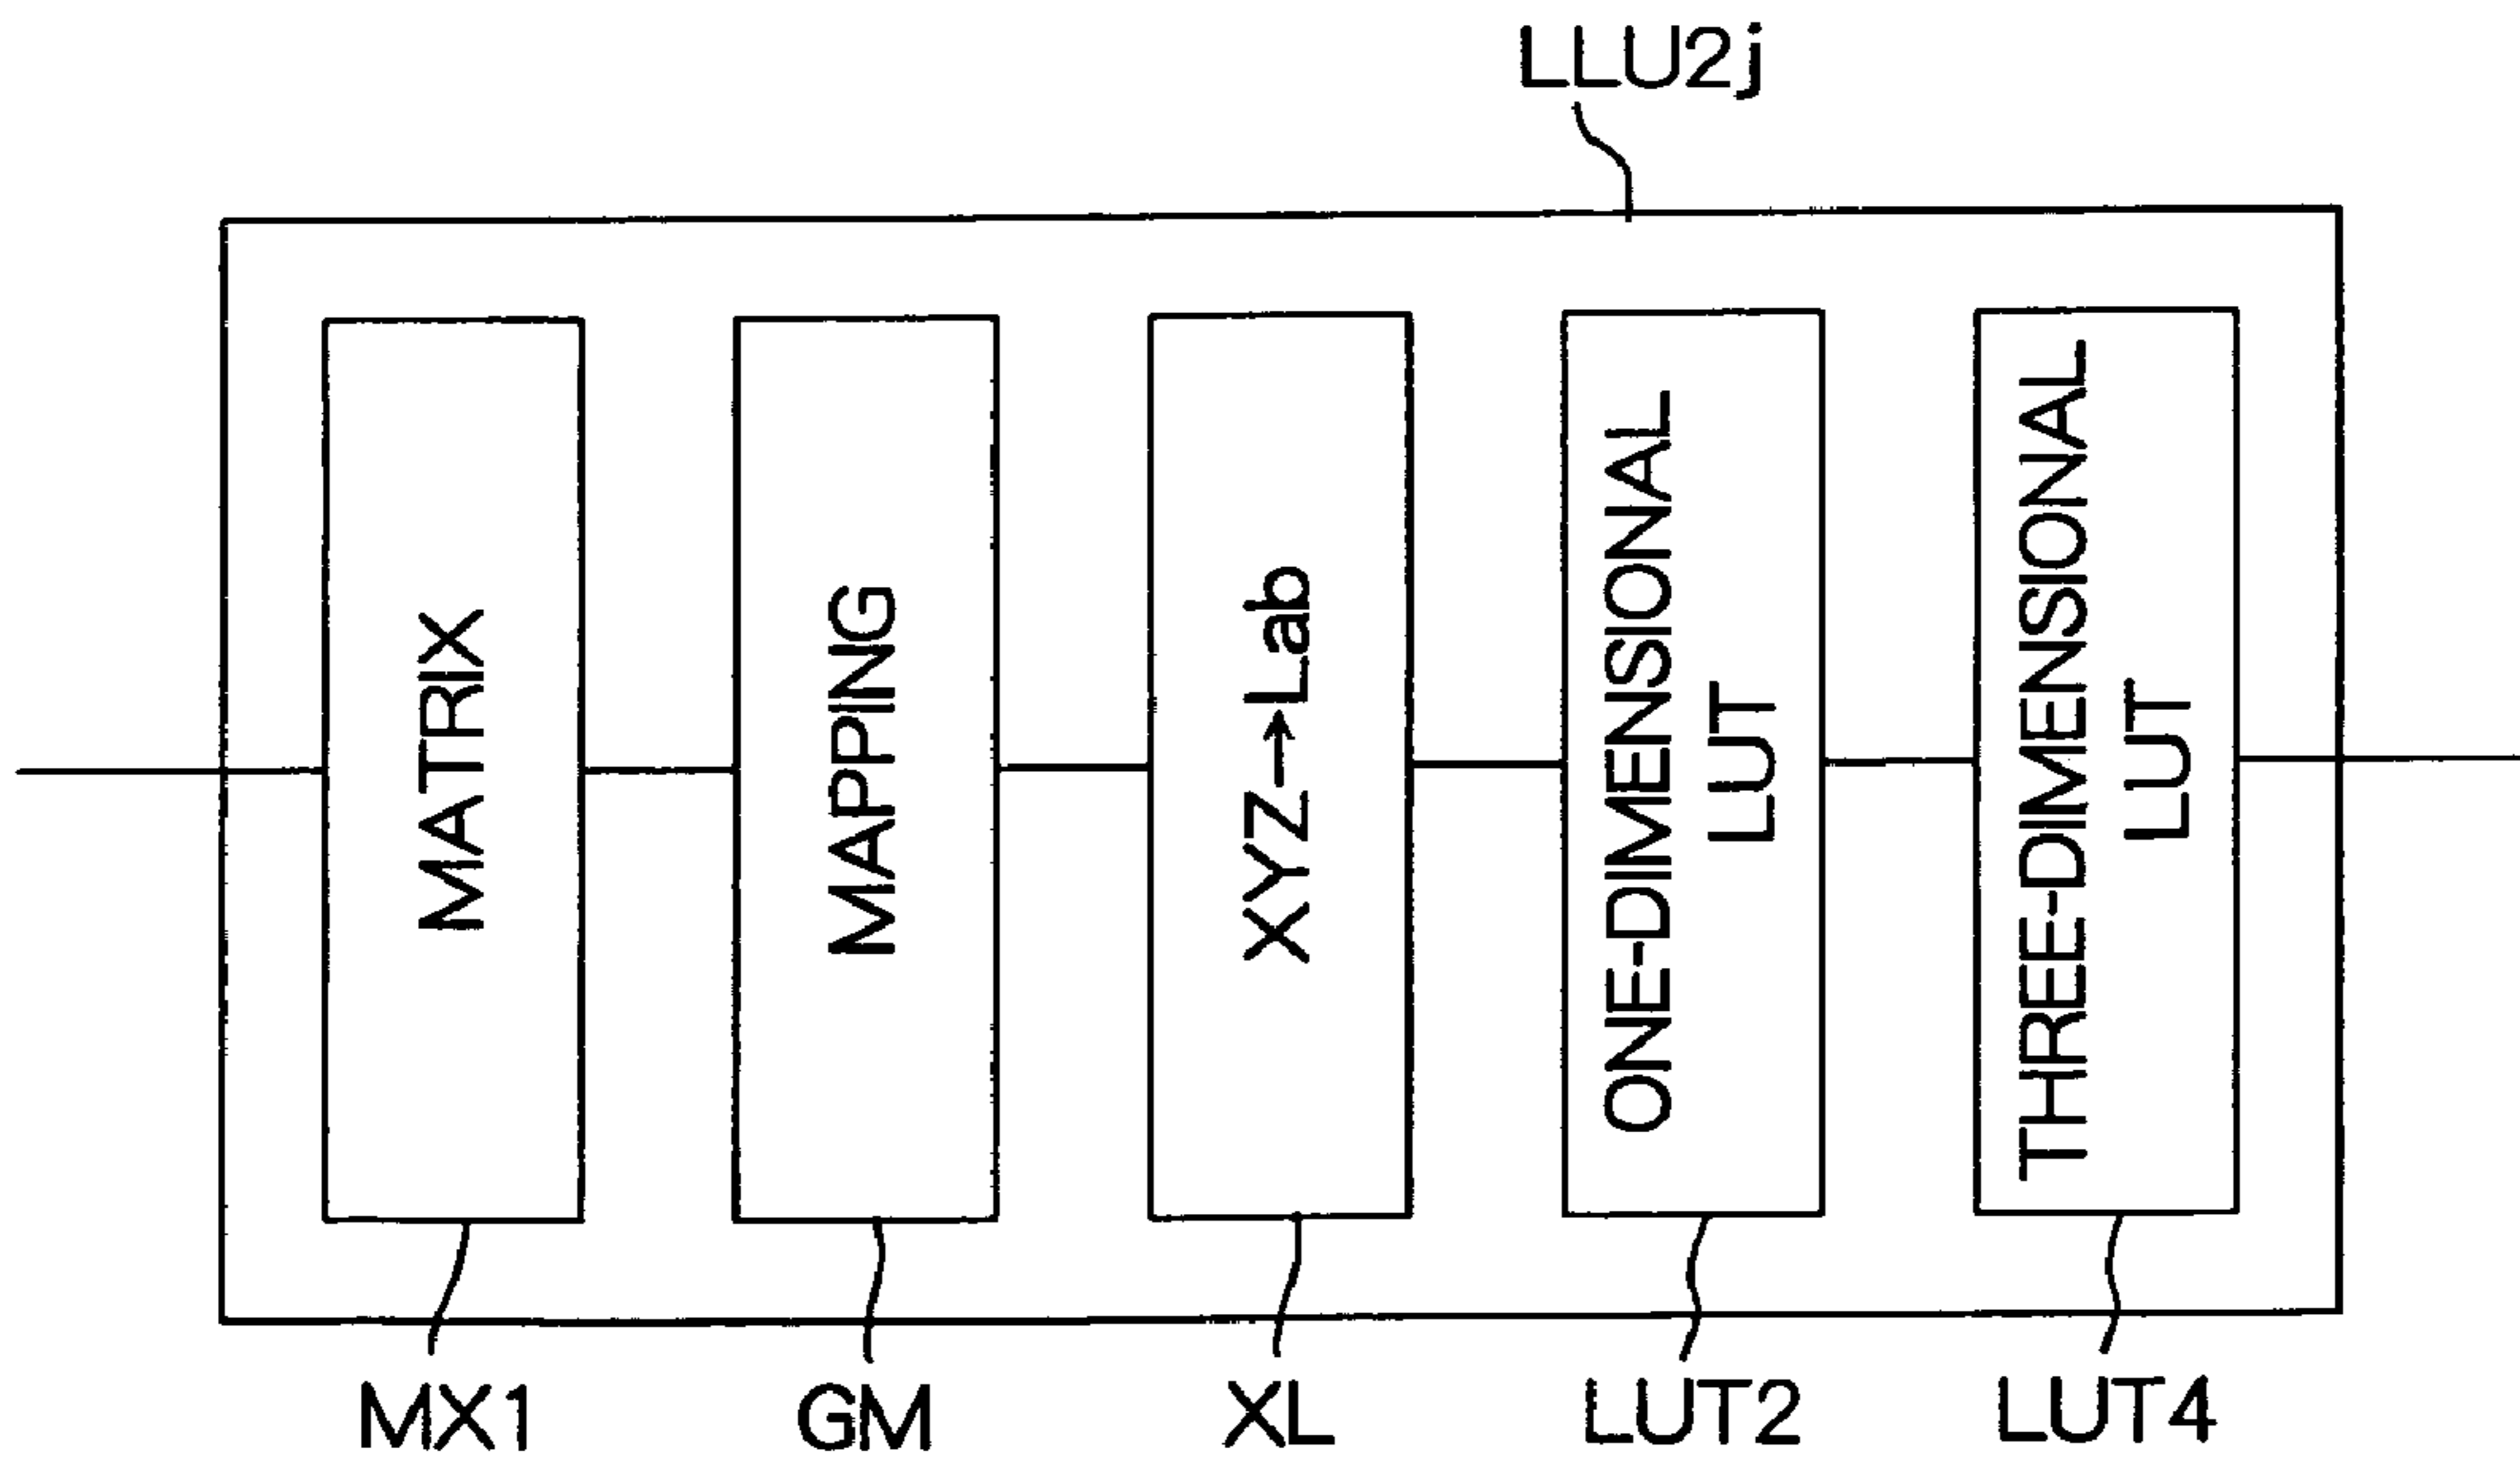 LLU2j
MATRIX
MAPPING
XYZ→Lab
ONE-DIMENSIONAL
LUT
THREE-DIMENSIONAL
LUT
MX1
GM
XL
LUT2
LUT4